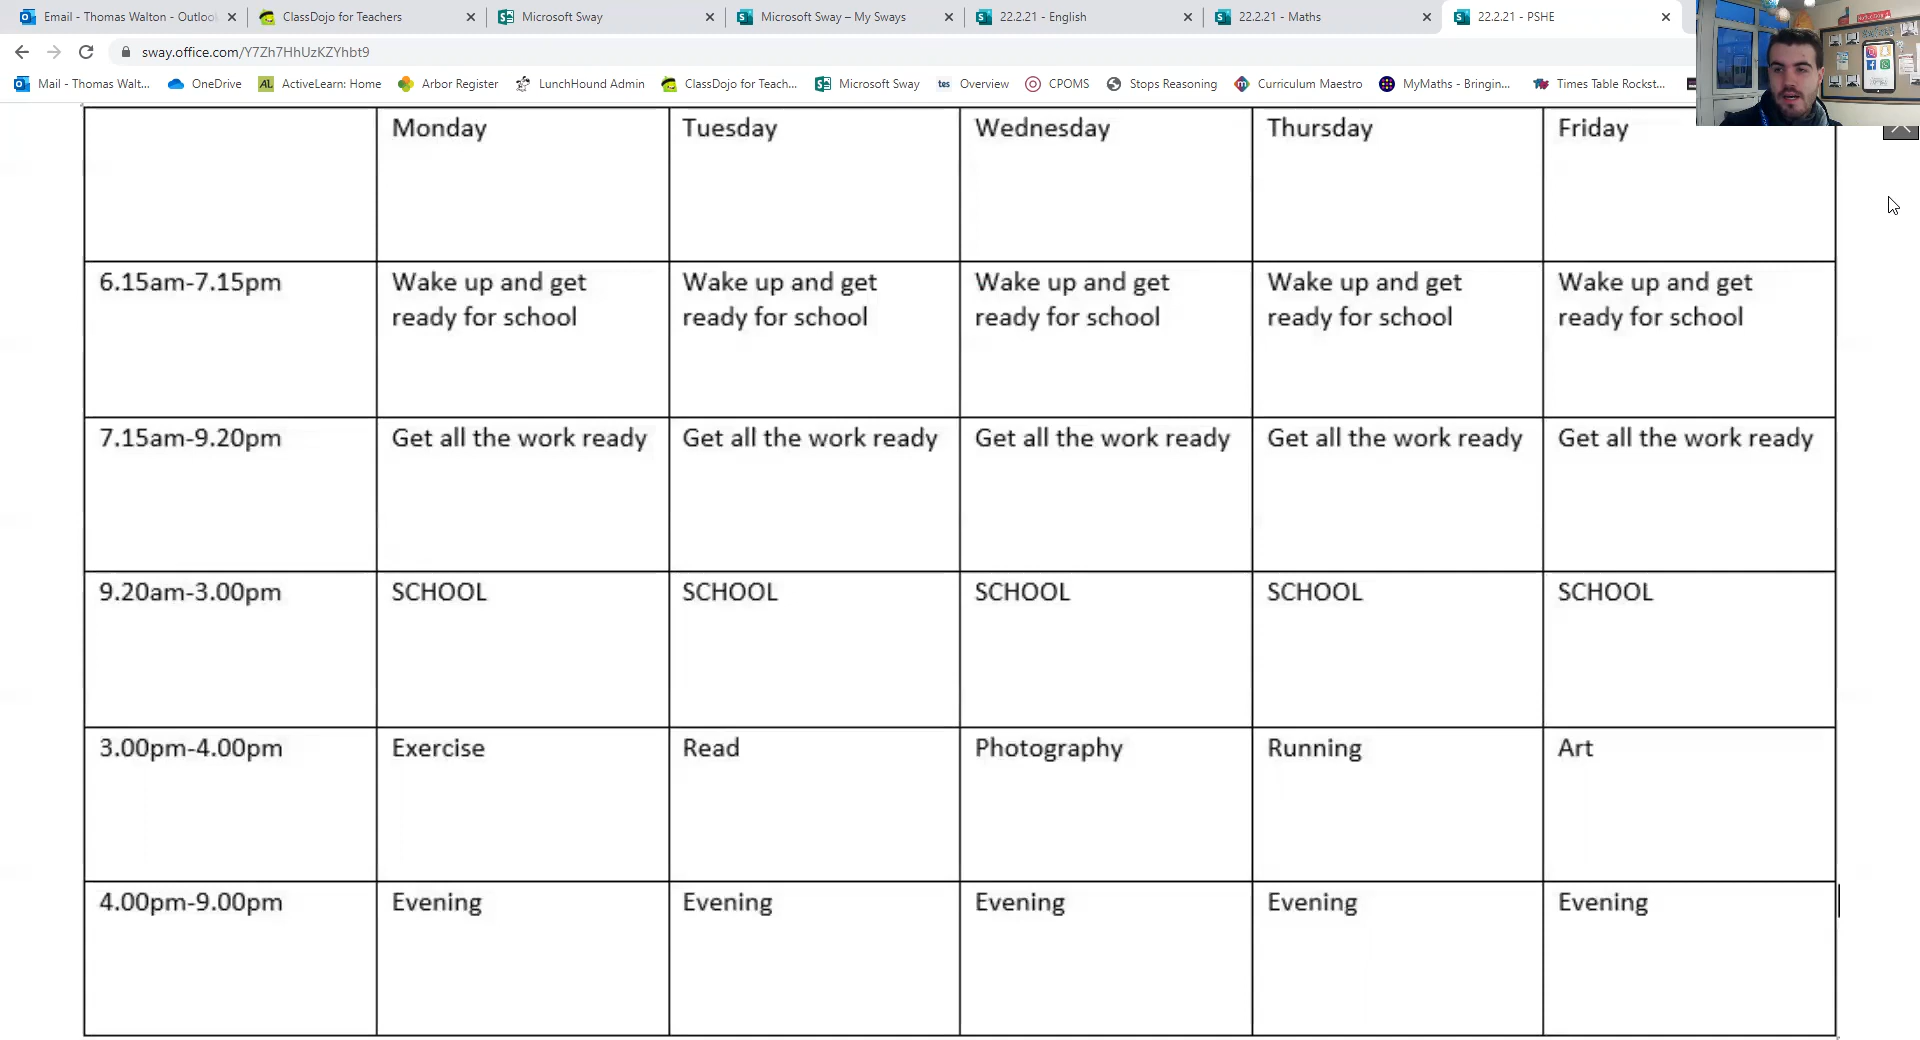 Email - Thomas Walton - Outloo
ClassDojo for Teachers
Microsoft Sway
Microsoft Sway – My Sways
22.2.21 - English
22.2.21 - Maths
22.2.21 - PSHE
sway.office.com/Y7Zh7HhUzKZYhbt9
Mail - Thomas Walt...
OneDrive
AL ActiveLearn: Home
Arbor Register
LunchHound Admin
ClassDojo for Teach...
Microsoft Sway
tes Overview
CPOMS
Stops Reasoning
Curriculum Maestro
MyMaths - Bringin...
Times Table Rockst...
Monday Tuesday Wednesday Thursday Friday
6.15am-7.15pm
Wake up and get
ready for school
Wake up and get
ready for school
Wake up and get
ready for school
Wake up and get
ready for school
Wake up and get
ready for school
7.15am-9.20pm Get all the work ready Get all the work ready Get all the work ready Get all the work ready Get all the work ready
9.20am-3.00pm SCHOOL SCHOOL SCHOOL SCHOOL SCHOOL
3.00pm-4.00pm Exercise Read Photography Running Art
4.00pm-9.00pm Evening Evening Evening Evening Evening